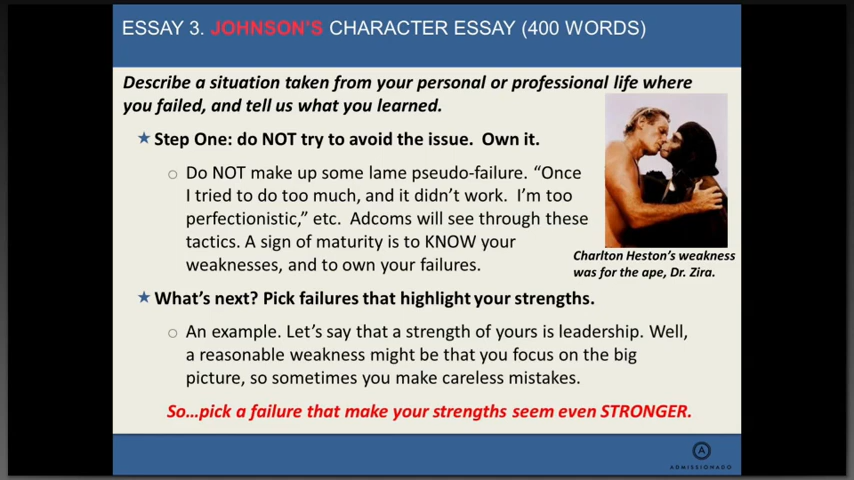 ESSAY 3. JOHNSON'S CHARACTER ESSAY (400 WORDS)
Describe a situation taken from your personal or professional life where
you failed, and tell us what you learned.
Step One: do NOT try to avoid the issue. Own it.
Do NOT make up some lame pseudo-failure. “Once
I tried to do too much, and it didn’t work. I’m too
perfectionistic,” etc. Adcoms will see through these
tactics. A sign of maturity is to KNOW your
weaknesses, and to own your failures.
Charlton Heston’s weakness
was for the ape, Dr. Zira.
What’s next? Pick failures that highlight your strengths.
An example. Let’s say that a strength of yours is leadership. Well,
a reasonable weakness might be that you focus on the big
picture, so sometimes you make careless mistakes.
So…pick a failure that make your strengths seem even STRONGER.
A
ADMISSIONADO